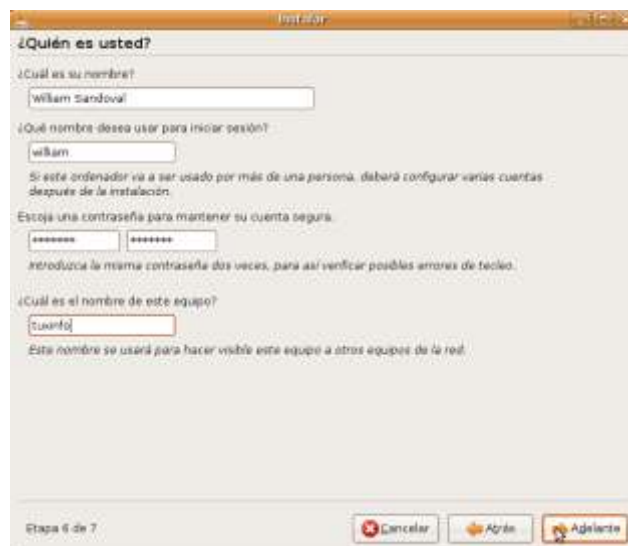 Instalar
¿Quién es usted?
¿Cuál es su nombre?
William Sandoval
¿Qué nombre desea usar para iniciar sesión?
william
Si este ordenador va a ser usado por más de una persona, deberá configurar varias cuentas
después de la instalación.
Escoja una contraseña para mantener su cuenta segura.
******* *******
Introduzca la misma contraseña dos veces, para así verificar posibles errores de tecleo.
¿Cuál es el nombre de este equipo?
tuxinfo
Este nombre se usará para hacer visible este equipo a otros equipos de la red.
Etapa 6 de 7
Cancelar
Atrás
Adelante